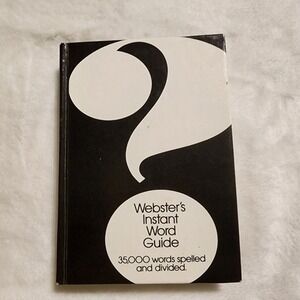 Webster's
Instant
Word
Guide
35,000 words spelled
and divided.